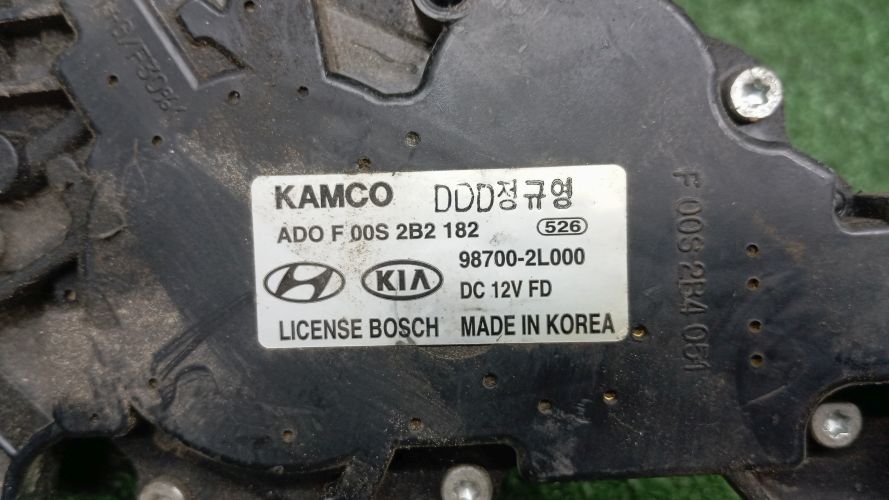 KAMCO DDD정규영
ADO F 00S 2B2 182 526
98700-2L000
KIA DC 12V FD
LICENSE BOSCH MADE IN KOREA
F 00S 2B4 051